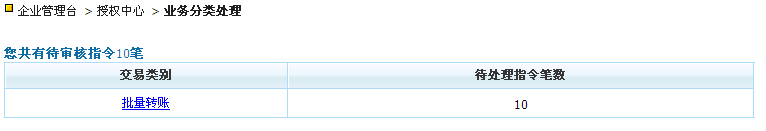 企业管理台 > 授权中心 > 业务分类处理
您共有待审核指令10笔
交易类别 待处理指令笔数
批量转账 10